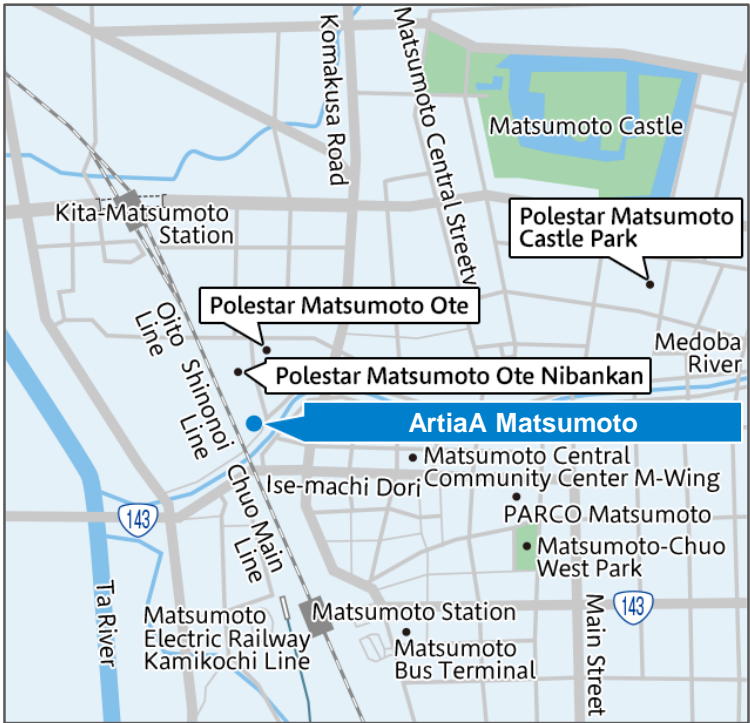 Komakusa Road
Matsumoto Central Streetv
Matsumoto Castle
Kita-Matsumoto
Station
Polestar Matsumoto
Castle Park
Oito
Line
Shinonoi
Line
Polestar Matsumoto Ote
Medoba
River
Polestar Matsumoto Ote Nibankan
ArtiaA Matsumoto
Matsumoto Central
Community Center M-Wing
Ise-machi Dori
Chuo Main
Line
143
PARCO Matsumoto
Matsumoto-Chuo
West Park
Ta River
Matsumoto
Electric Railway
Kamikochi Line
Matsumoto Station
Matsumoto
Bus Terminal
Main Street
143